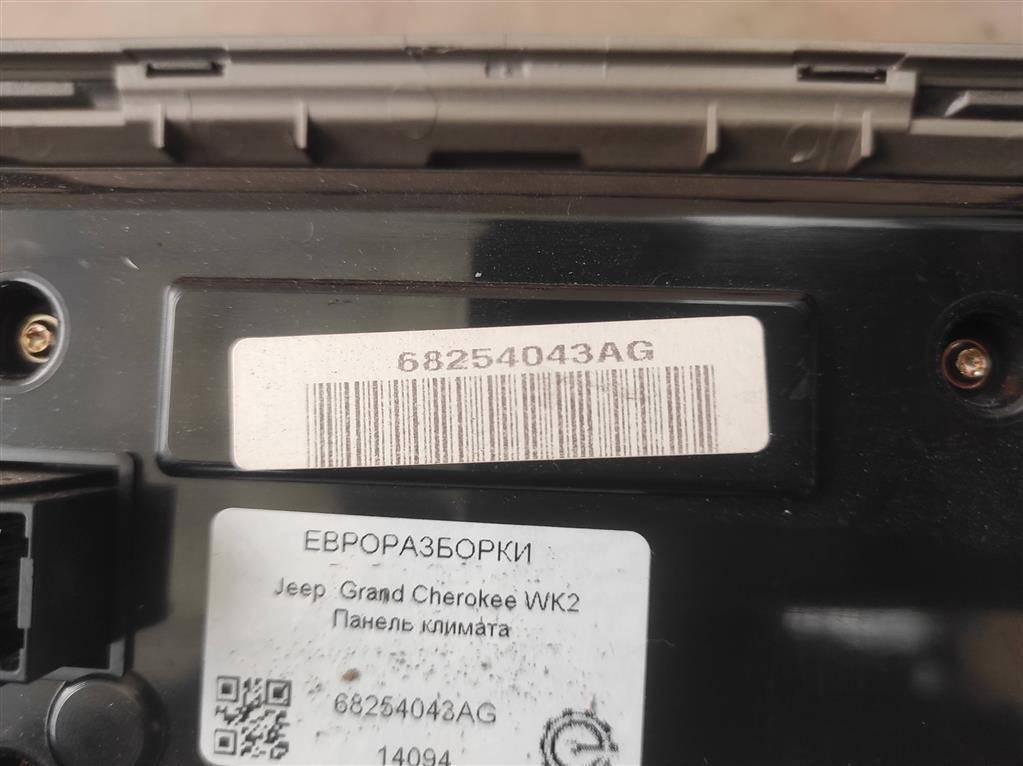 68254043AG
ЕВРОРАЗБОРКИ
Jeep Grand Cherokee WK2
Панель климата
68254043AG
14094